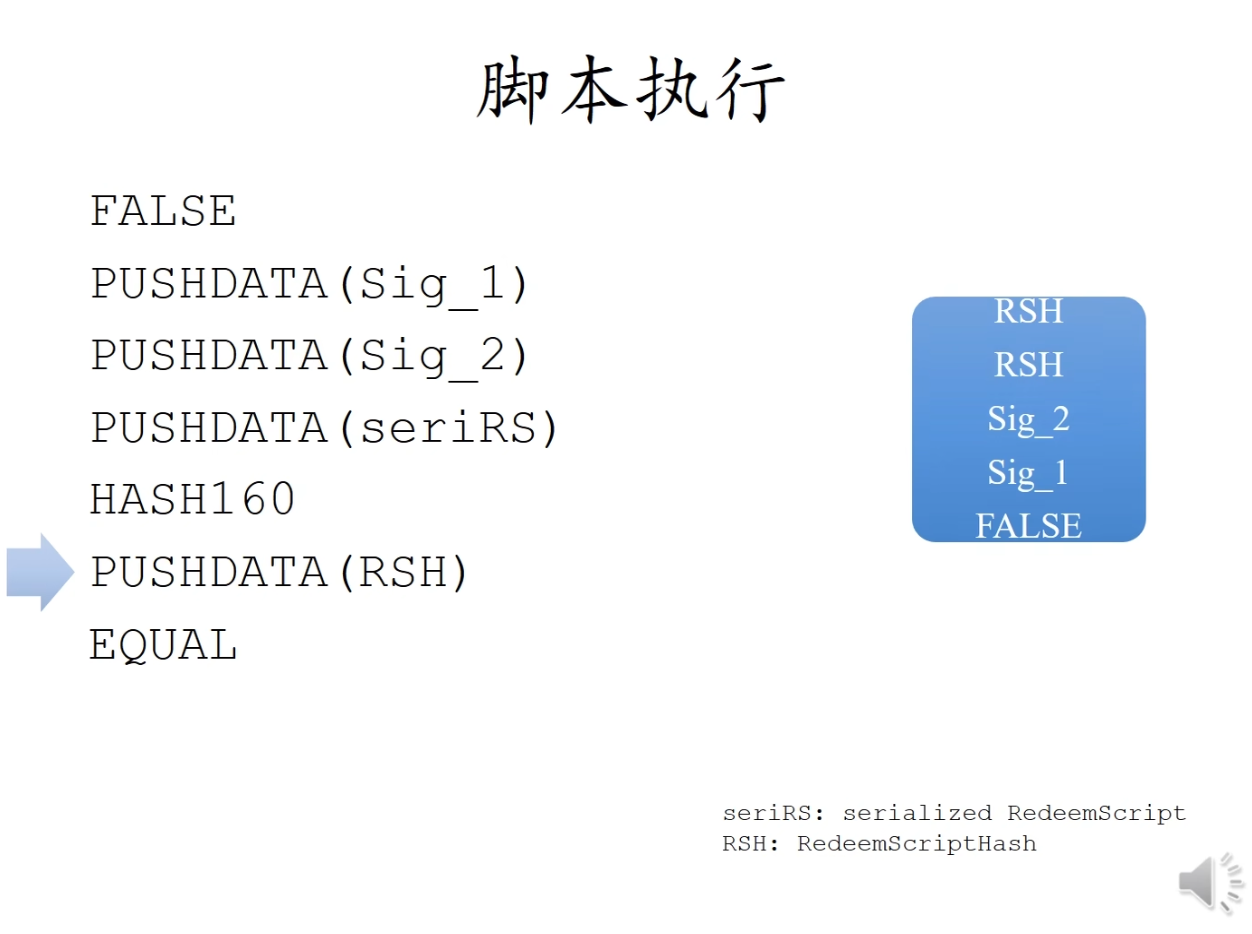 脚本执行
FALSE
PUSHDATA(Sig_1)
PUSHDATA(Sig_2)
PUSHDATA(seriRS)
HASH160
PUSHDATA(RSH)
EQUAL
RSH
RSH
Sig_2
Sig_1
FALSE
seriRS: serialized RedeemScript
RSH: RedeemScriptHash